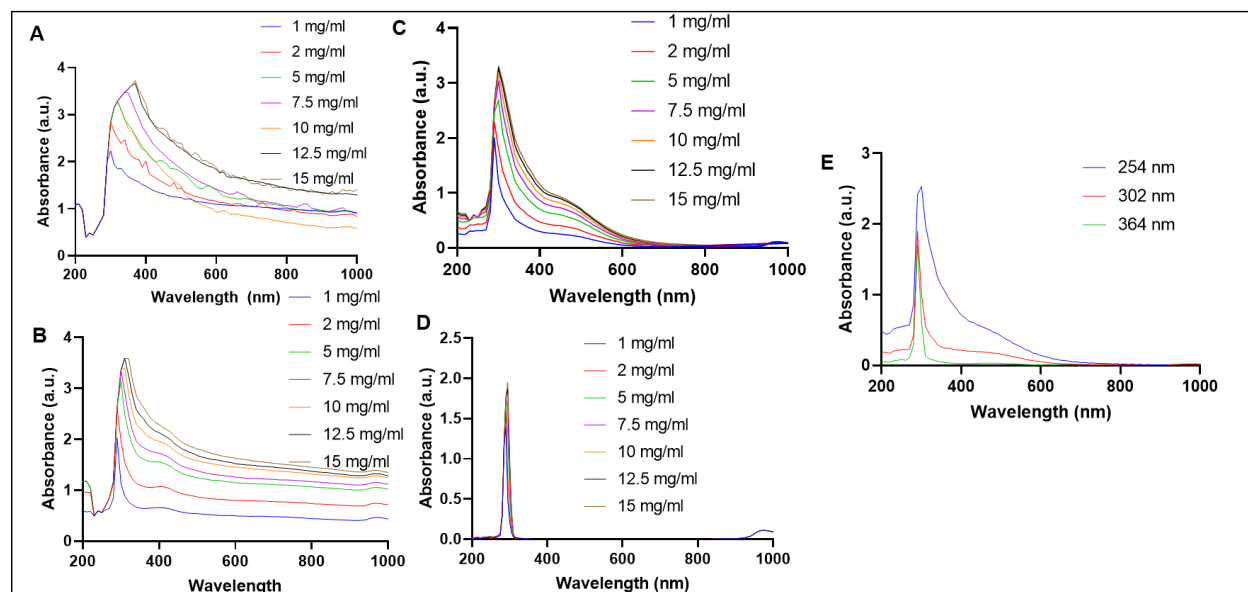 A
1 mg/ml
2 mg/ml
5 mg/ml
7.5 mg/ml
10 mg/ml
12.5 mg/ml
15 mg/ml
4
3
2
1
0
Absorbance (a.u.)
200 400 600 800 1000
Wavelength (nm)
B
1 mg/ml
2 mg/ml
5 mg/ml
7.5 mg/ml
10 mg/ml
12.5 mg/ml
15 mg/ml
4
3
2
1
0
Absorbance (a.u.)
200 400 600 800 1000
Wavelength
C
1 mg/ml
2 mg/ml
5 mg/ml
7.5 mg/ml
10 mg/ml
12.5 mg/ml
15 mg/ml
4
3
2
1
0
Absorbance (a.u.)
200 400 600 800 1000
Wavelength (nm)
D
1 mg/ml
2 mg/ml
5 mg/ml
7.5 mg/ml
10 mg/ml
12.5 mg/ml
15 mg/ml
2.5
2.0
1.5
1.0
0.5
0.0
Absorbance (a.u.)
200 400 600 800 1000
Wavelength (nm)
E
254 nm
302 nm
364 nm
3
2
1
0
Absorbance (a.u.)
200 400 600 800 1000
Wavelength (nm)